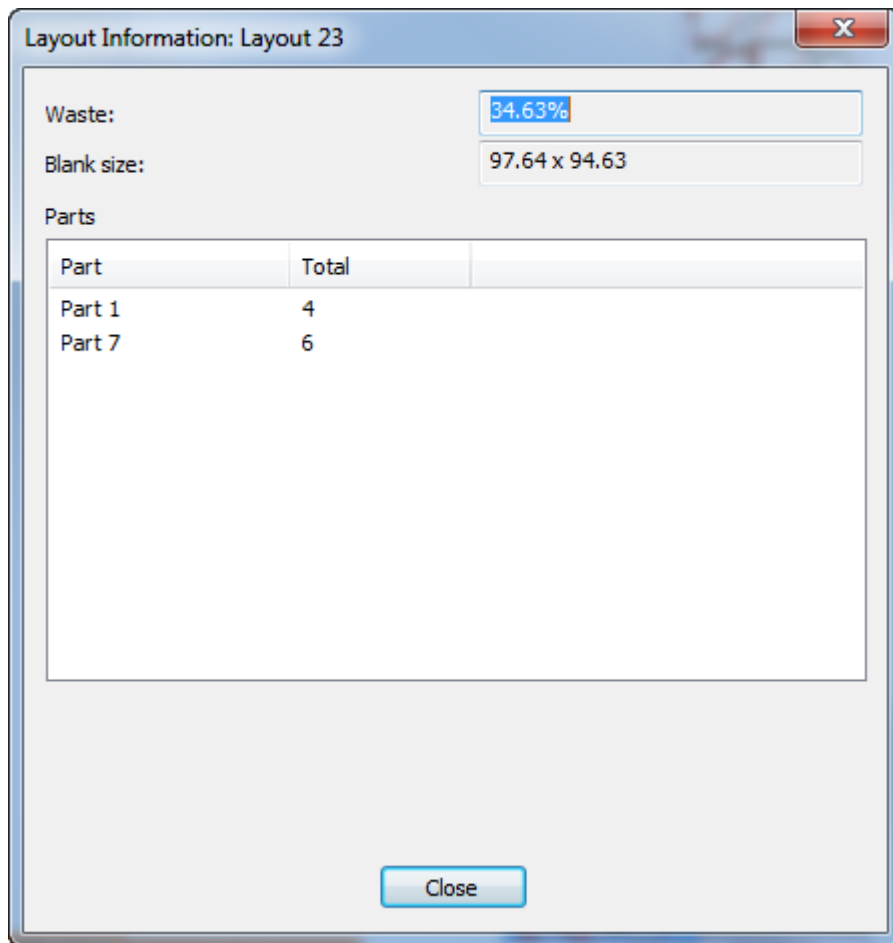 Layout Information: Layout 23
Waste: 34.63%
Blank size: 97.64 x 94.63
Parts
Part Total
Part 1 4
Part 7 6
Close